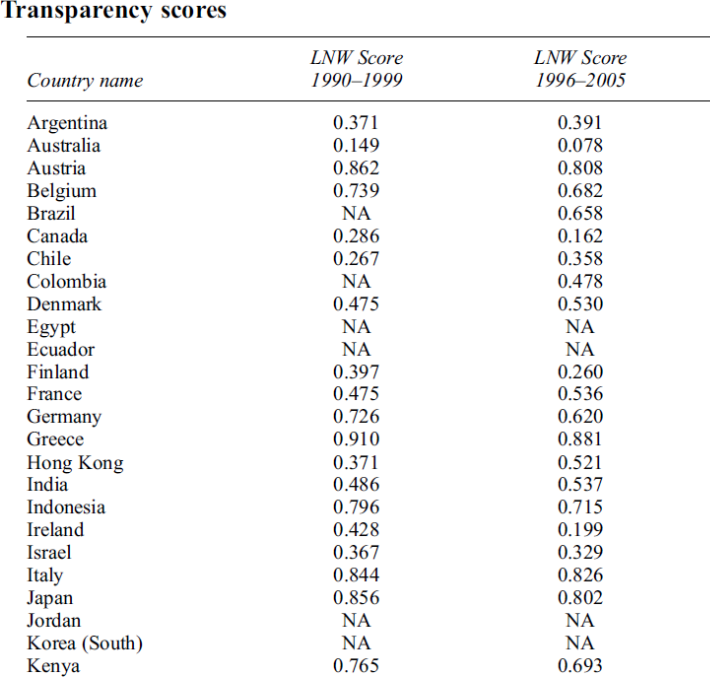 Transparency scores
LNW Score LNW Score
Country name 1990–1999 1996–2005
Argentina 0.371 0.391
Australia 0.149 0.078
Austria 0.862 0.808
Belgium 0.739 0.682
Brazil NA 0.658
Canada 0.286 0.162
Chile 0.267 0.358
Colombia NA 0.478
Denmark 0.475 0.530
Egypt NA NA
Ecuador NA NA
Finland 0.397 0.260
France 0.475 0.536
Germany 0.726 0.620
Greece 0.910 0.881
Hong Kong 0.371 0.521
India 0.486 0.537
Indonesia 0.796 0.715
Ireland 0.428 0.199
Israel 0.367 0.329
Italy 0.844 0.826
Japan 0.856 0.802
Jordan NA NA
Korea (South) NA NA
Kenya 0.765 0.693